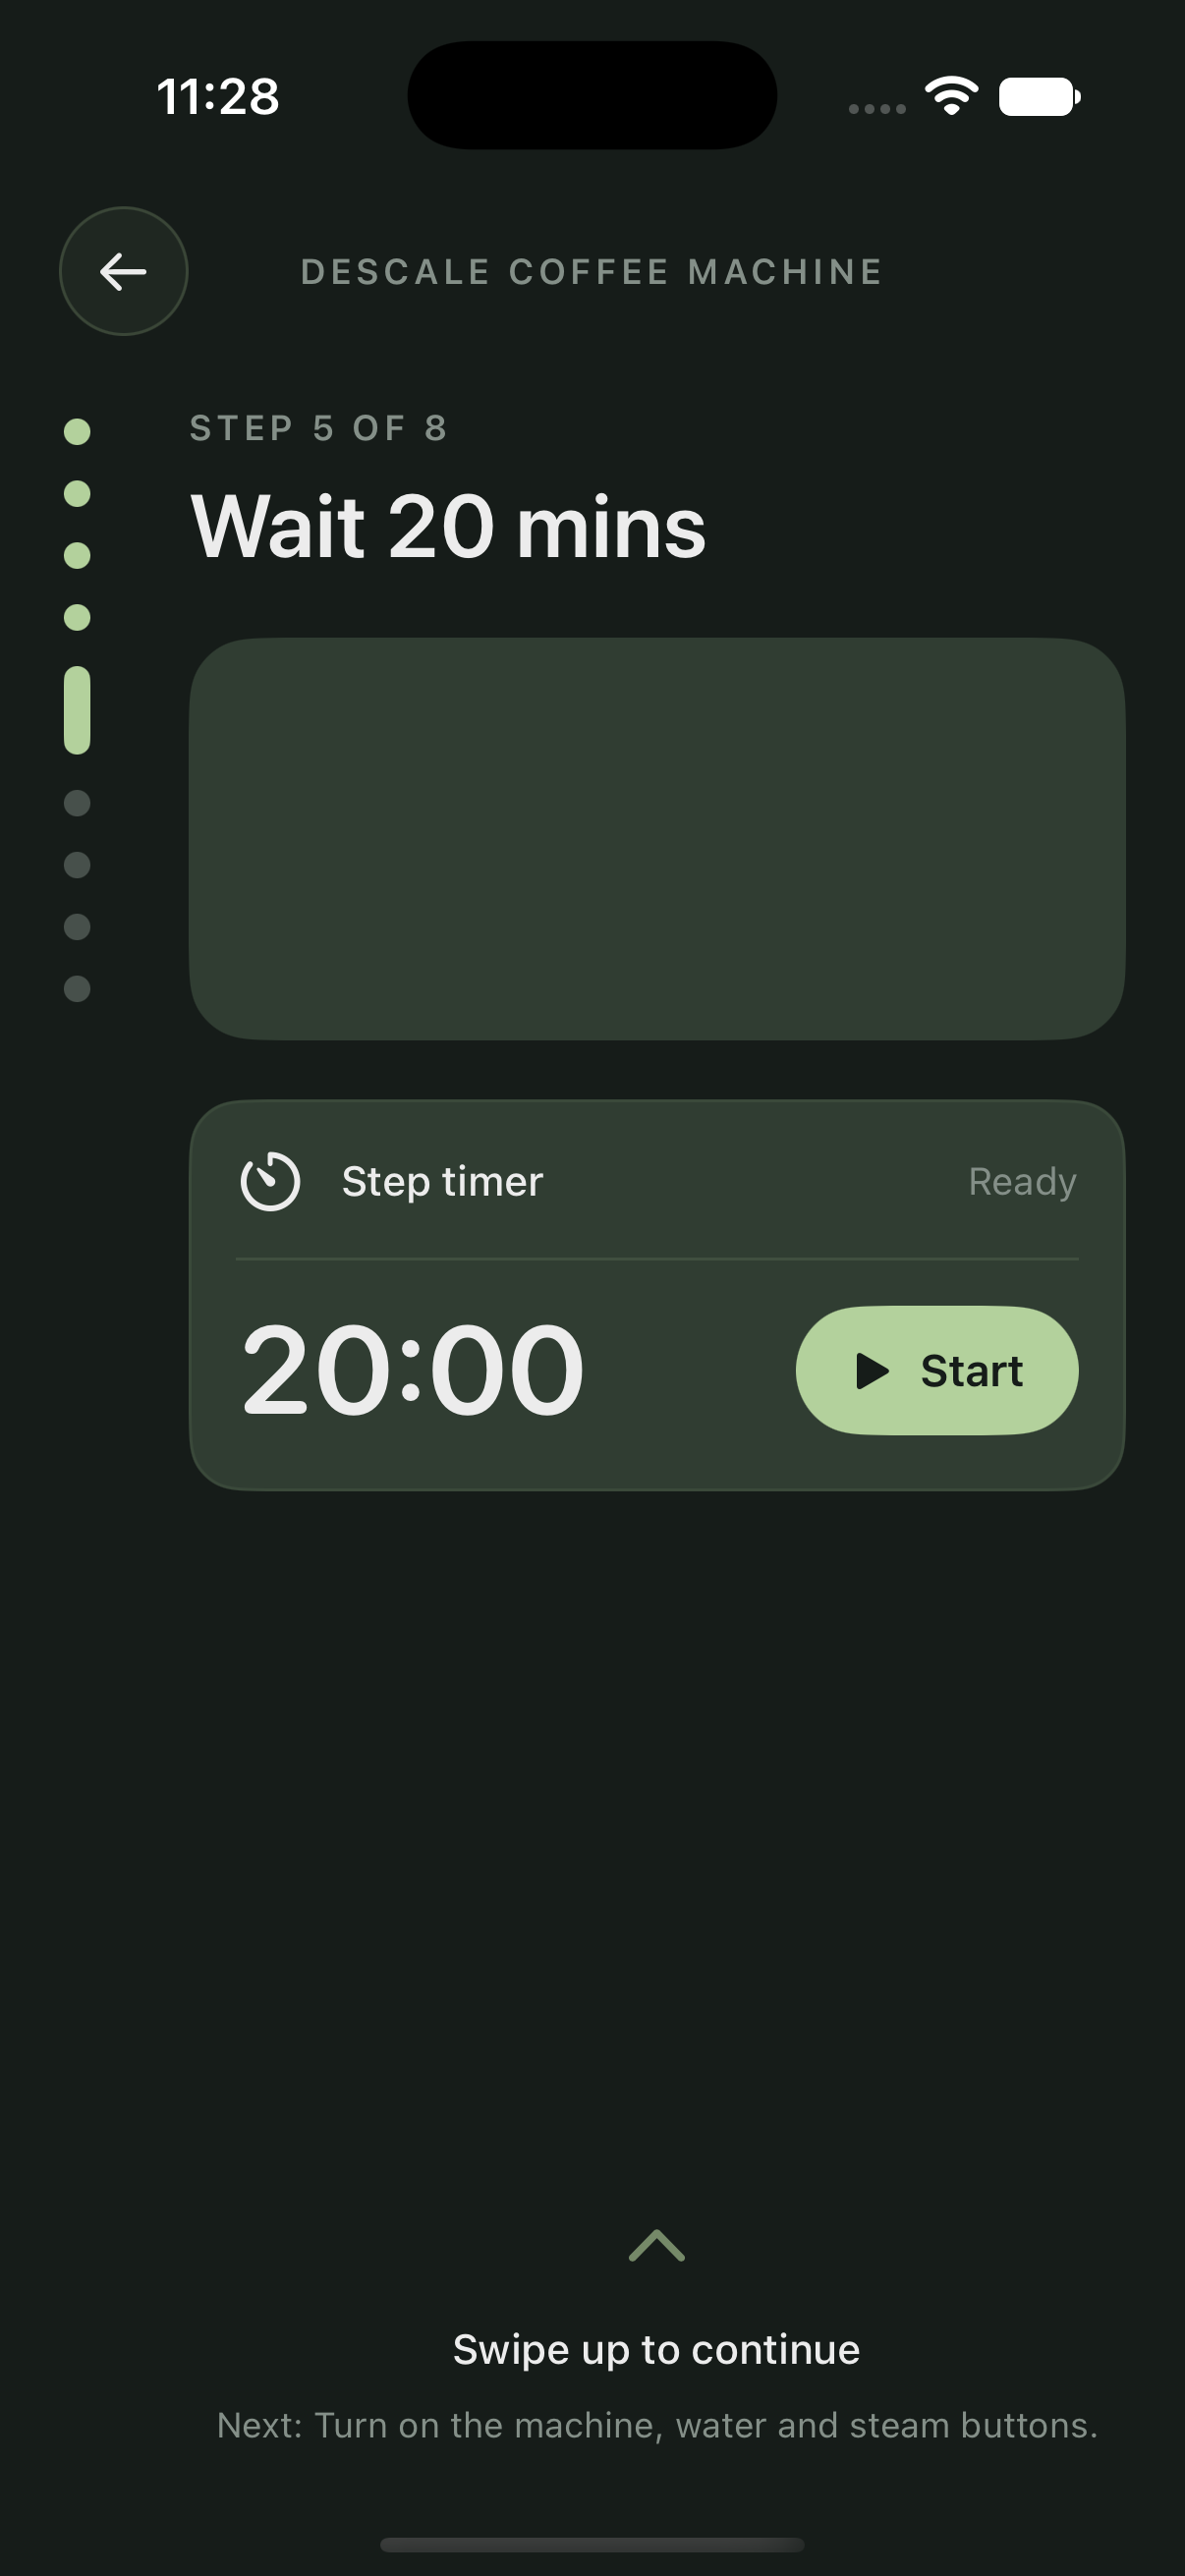 11:28
DESCALE COFFEE MACHINE
STEP 5 OF 8
Wait 20 mins
Step timer
Ready
20:00
Start
Swipe up to continue
Next: Turn on the machine, water and steam buttons.